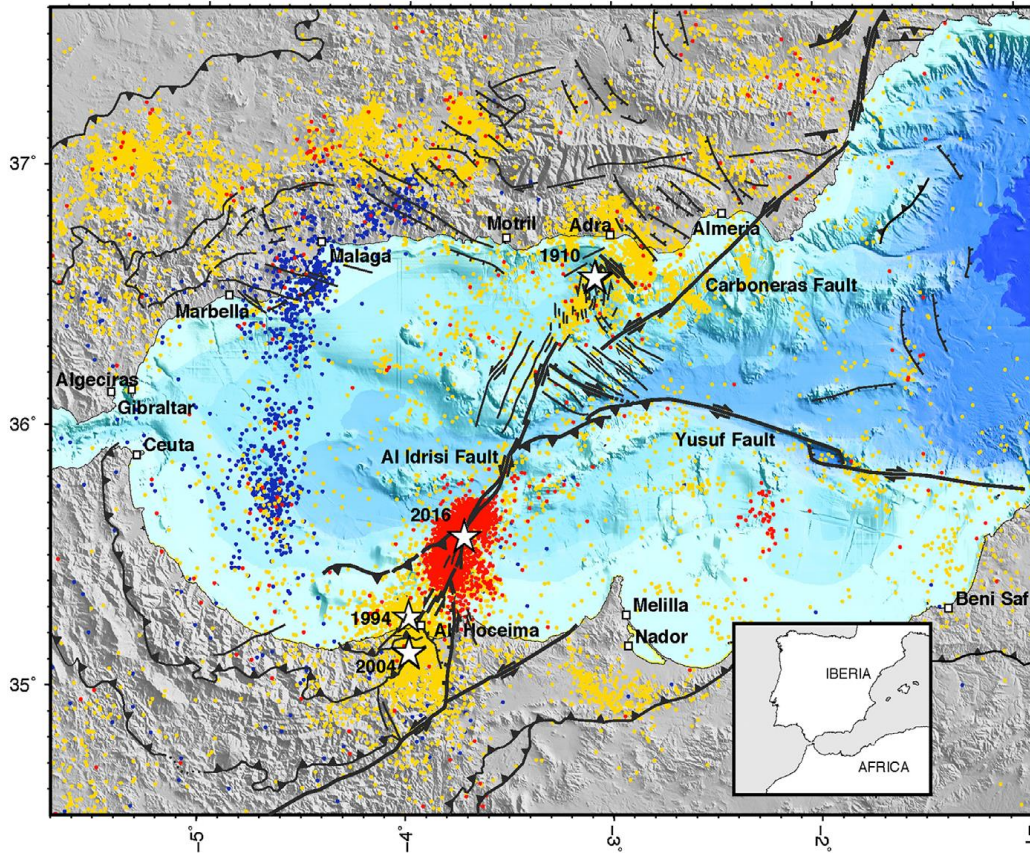 37°
36°
35°
Motril
Adra
Almeria
1910
Malaga
Carboneras Fault
Marbella
Algeciras
Gibraltar
Ceuta
Yusuf Fault
Al Idrisi Fault
2016
1994
Al Hoceima
2004
Melilla
Nador
Beni Saf
IBERIA
AFRICA
-5°
-4°
-3°
-2°